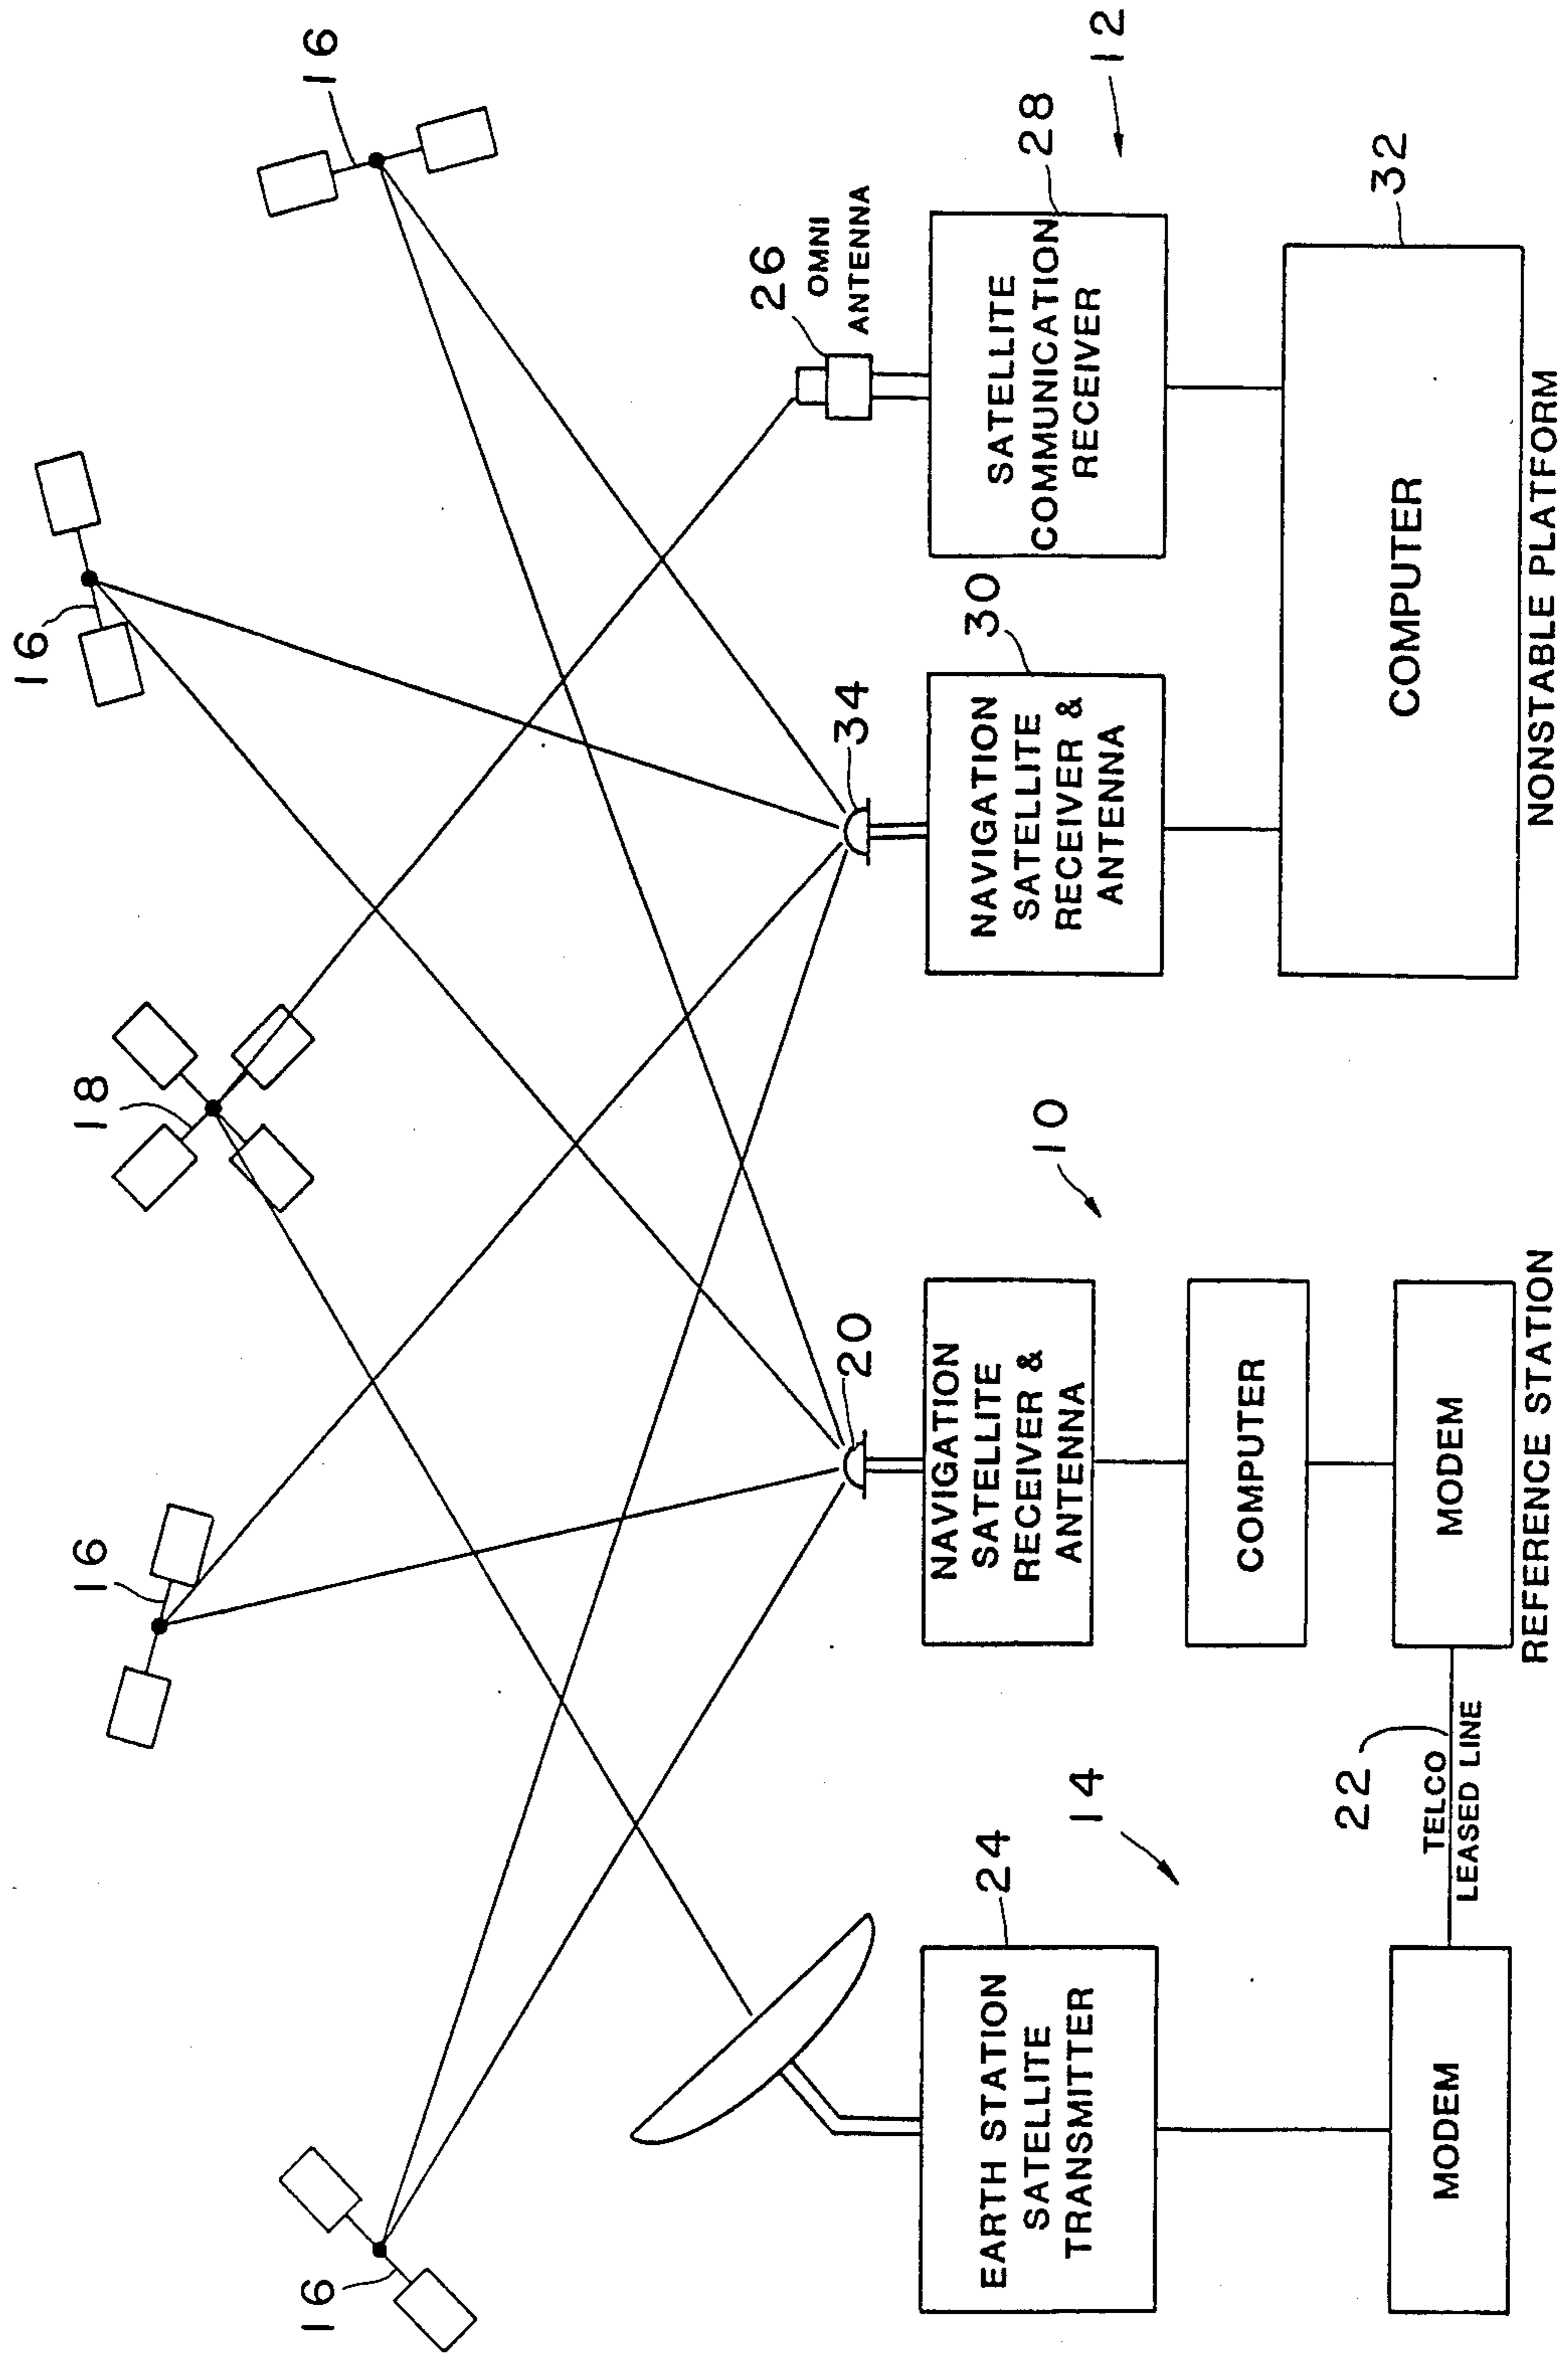 16
16
18
16
16
26
OMNI
ANTENNA
34
20
EARTH STATION
SATELLITE
TRANSMITTER
24
14
NAVIGATION
SATELLITE
RECEIVER &
ANTENNA
10
NAVIGATION
SATELLITE
RECEIVER &
ANTENNA
30
SATELLITE
COMMUNICATION
RECEIVER
28
12
COMPUTER
COMPUTER
32
MODEM
22
TELCO
LEASED LINE
MODEM
REFERENCE STATION
NONSTABLE PLATFORM